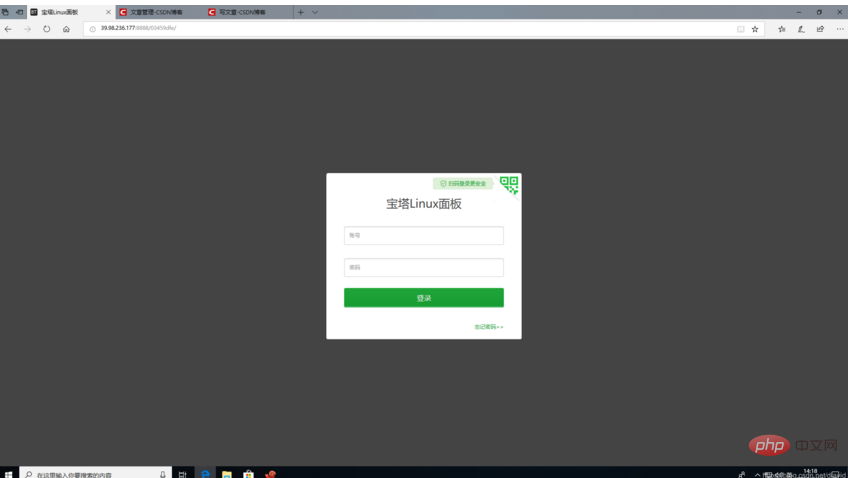 宝塔Linux面板
文章管理-CSDN博客
写文章-CSDN博客
39.98.236.177:8888/03459dfe/
扫码登录更安全
宝塔Linux面板
账号
密码
登录
忘记密码>>
php 中文网
在这里输入你要搜索的内容
14:18